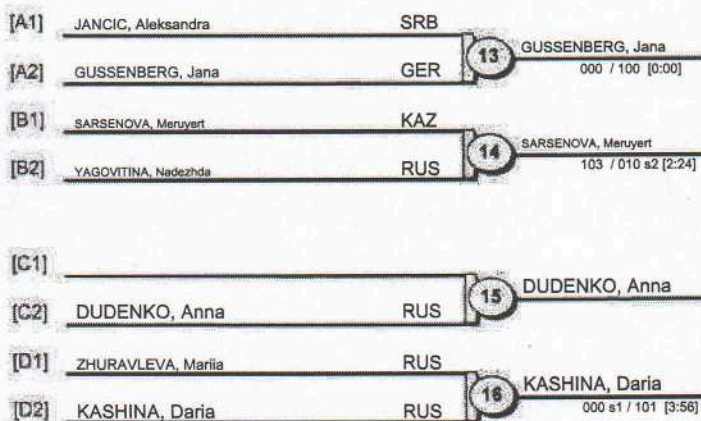 [A1] JANCIC, Aleksandra SRB
13 GUSSENBERG, Jana
[A2] GUSSENBERG, Jana GER
000 / 100 [0:00]
[B1] SARSENOVA, Meruyert KAZ
14 SARSENOVA, Meruyert
[B2] YAGOVITINA, Nadezhda RUS
103 / 010 s2 [2:24]
[C1]
15 DUDENKO, Anna
[C2] DUDENKO, Anna RUS
[D1] ZHURAVLEVA, Mariia RUS
16 KASHINA, Daria
[D2] KASHINA, Daria RUS
000 s1 / 101 [3:56]